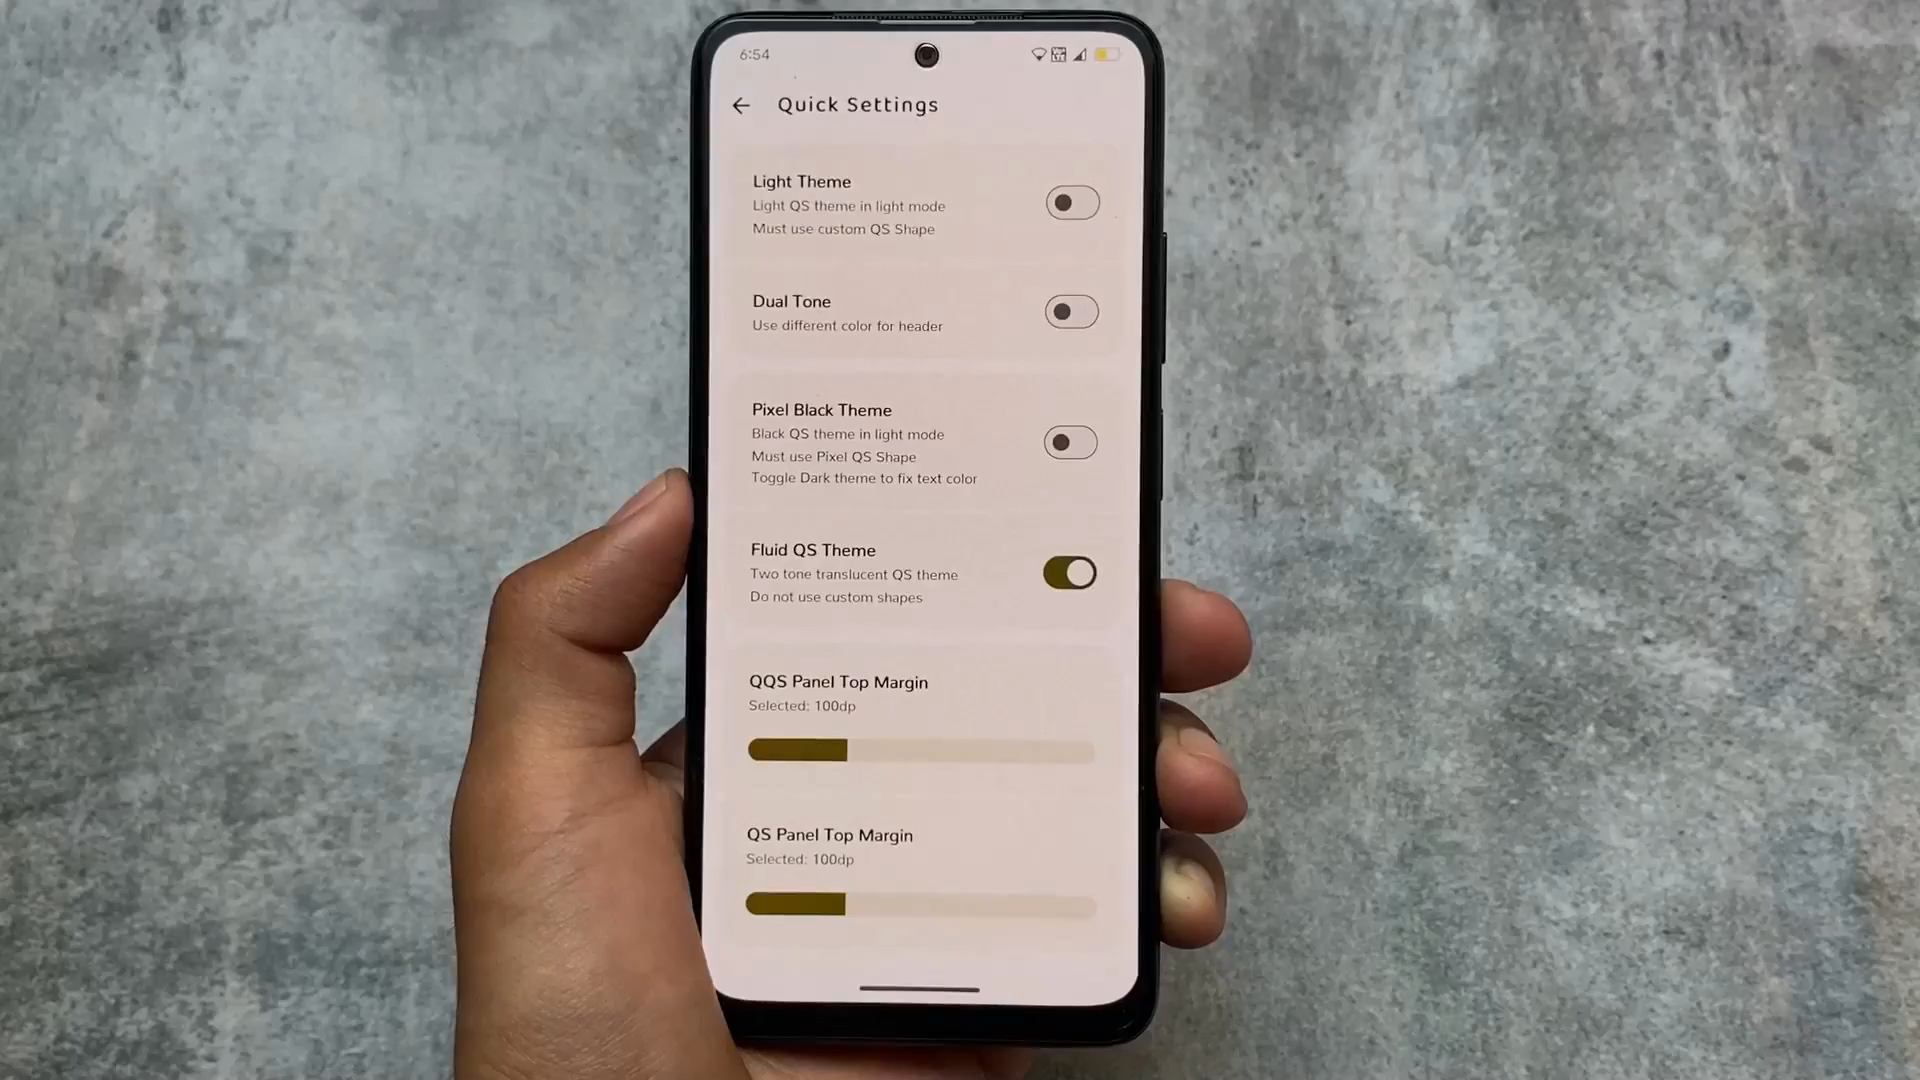 6:54
Quick Settings
Light Theme
Light QS theme in light mode
Must use custom QS Shape
Dual Tone
Use different color for header
Pixel Black Theme
Black QS theme in light mode
Must use Pixel QS Shape
Toggle Dark theme to fix text color
Fluid QS Theme
Two tone translucent QS theme
Do not use custom shapes
QQS Panel Top Margin
Selected: 100dp
QS Panel Top Margin
Selected: 100dp